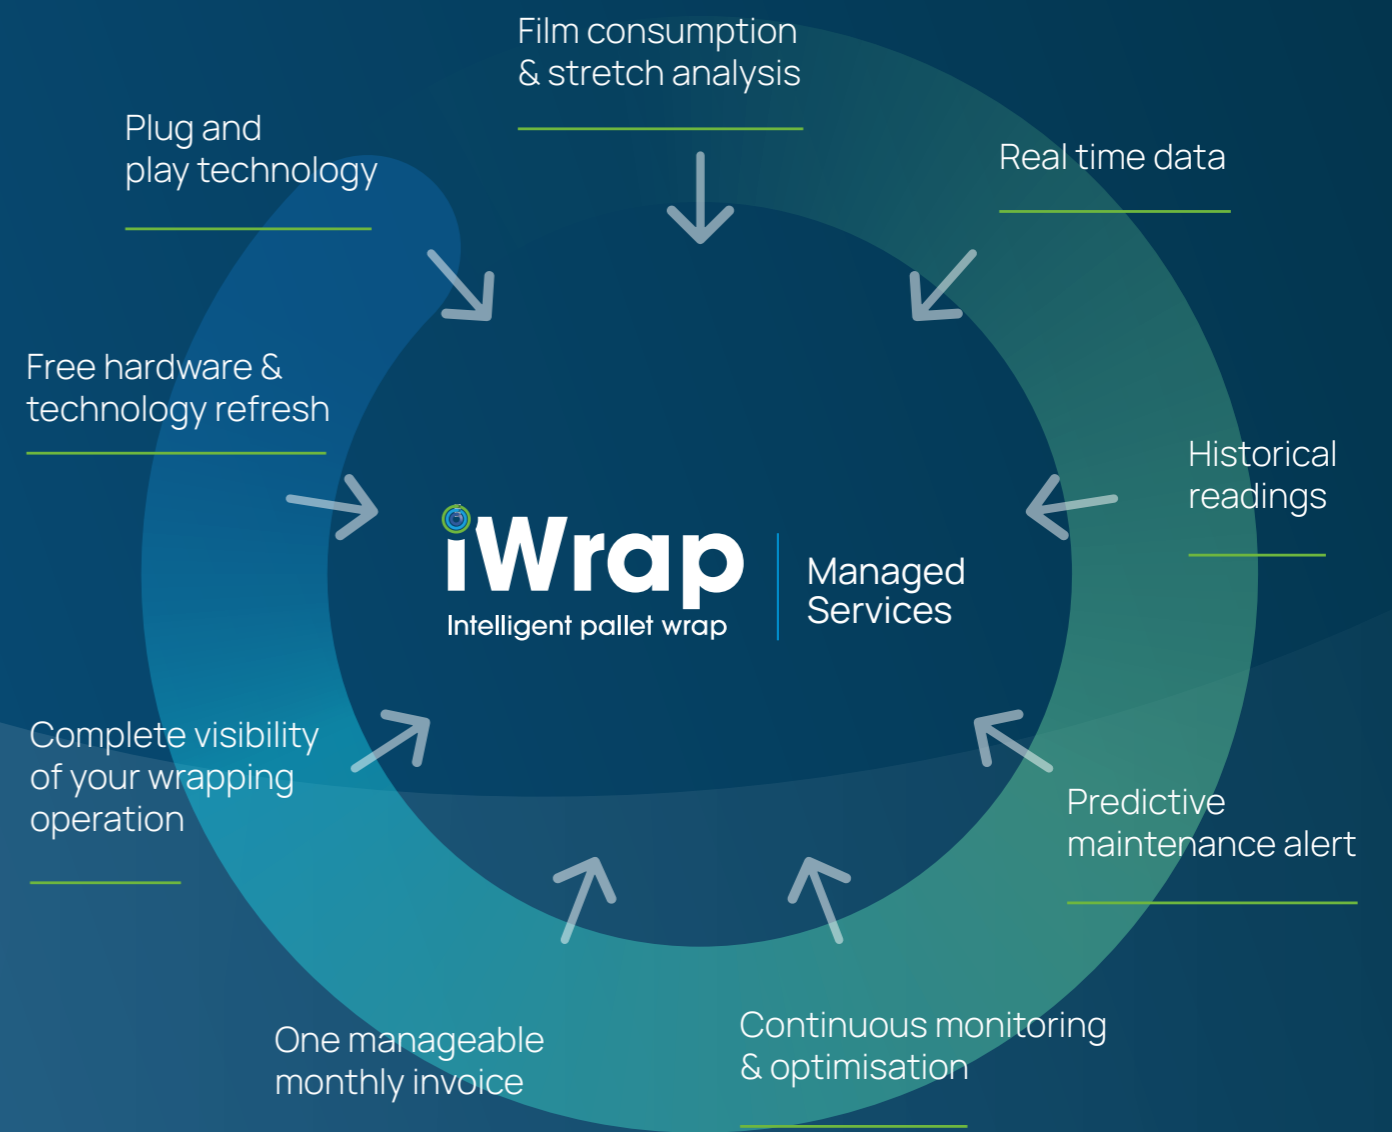 Film consumption
& stretch analysis
Plug and
play technology
Real time data
Free hardware &
technology refresh
Historical
readings
iWrap
Intelligent pallet wrap
Managed
Services
Complete visibility
of your wrapping
operation
Predictive
maintenance alert
One manageable
monthly invoice
Continuous monitoring
& optimisation